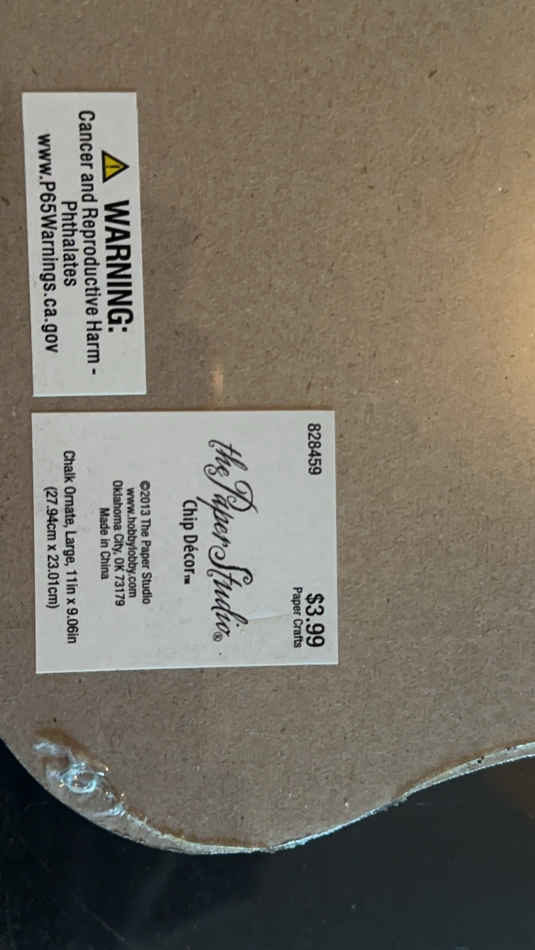 ⚠ WARNING:
Cancer and Reproductive Harm -
Phthalates
www.P65Warnings.ca.gov
828459
$3.99
Paper Crafts
the Paper Studio®
Chip Décor™
©2013 The Paper Studio
www.hobbylobby.com
Oklahoma City, OK 73179
Made in China
Chalk Ornate, Large, 11in x 9.06in
(27.94cm x 23.01cm)